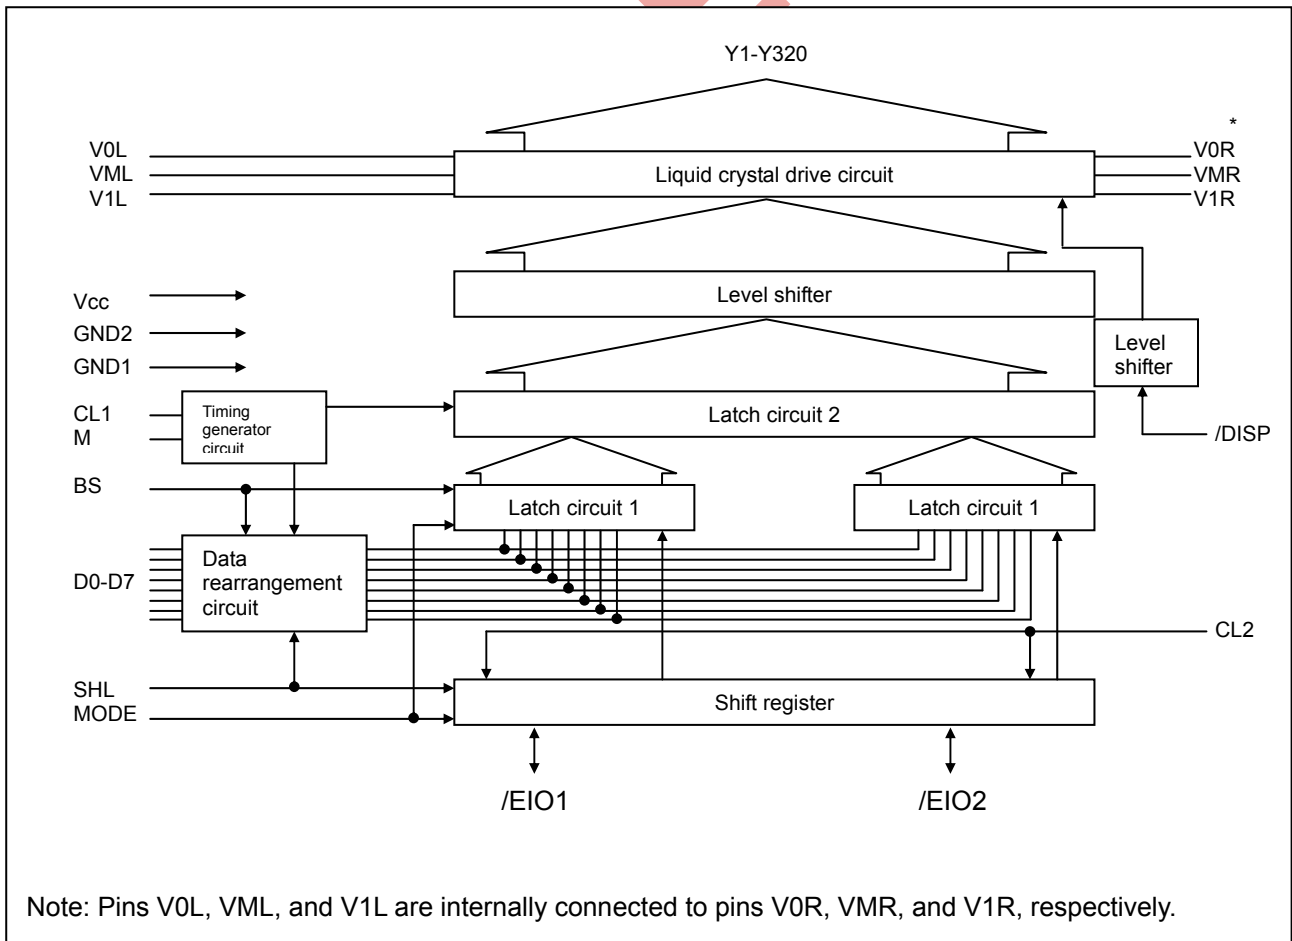 Y1-Y320
*
V0L
VML
V1L
Liquid crystal drive circuit
V0R
VMR
V1R
Vcc
GND2
GND1
Level shifter
Level
shifter
CL1
M
Timing
generator
circuit
Latch circuit 2
/DISP
BS
Latch circuit 1
Latch circuit 1
D0-D7
Data
rearrangement
circuit
CL2
SHL
MODE
Shift register
/EIO1
/EIO2
Note: Pins V0L, VML, and V1L are internally connected to pins V0R, VMR, and V1R, respectively.